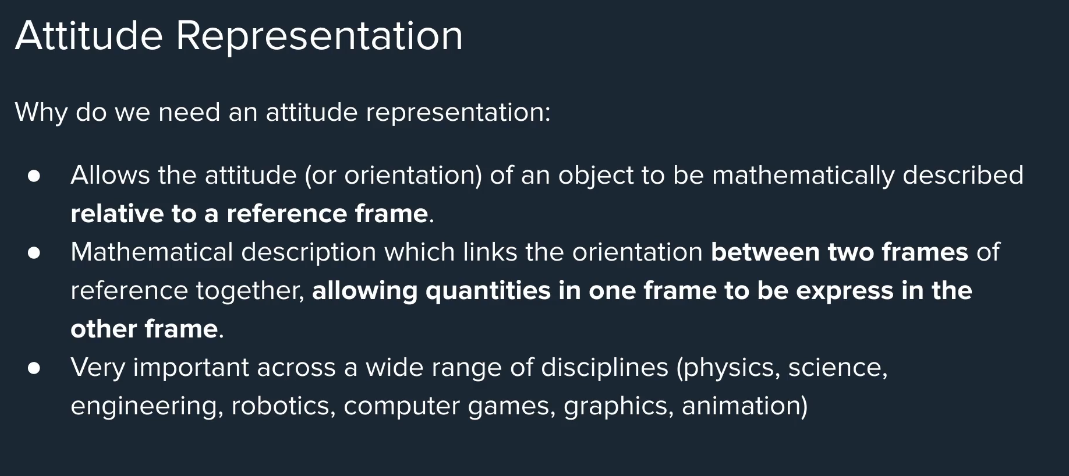 Attitude Representation
Why do we need an attitude representation:
● Allows the attitude (or orientation) of an object to be mathematically described
relative to a reference frame.
● Mathematical description which links the orientation between two frames of
reference together, allowing quantities in one frame to be express in the
other frame.
● Very important across a wide range of disciplines (physics, science,
engineering, robotics, computer games, graphics, animation)